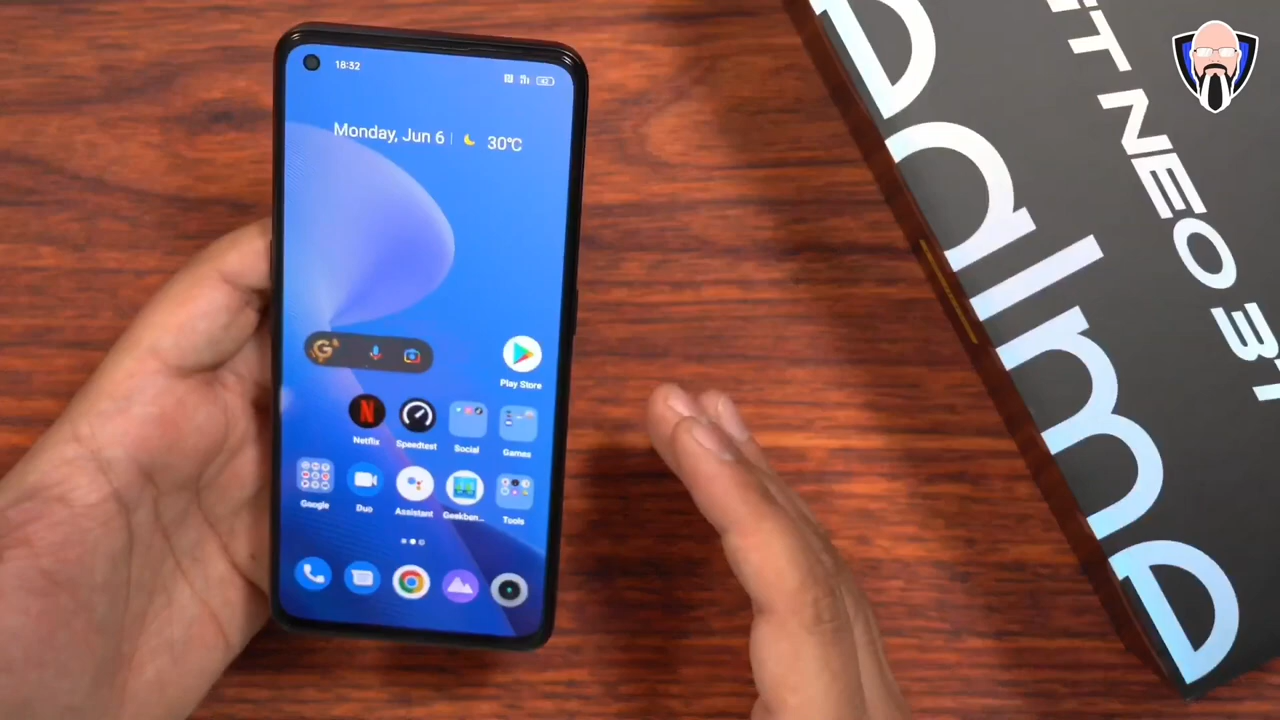 18:32
Monday, Jun 6
30°C
Play Store
Netflix
Speedtest
Social
Games
Google
Duo
Assistant
Geekben...
Tools
realme
GT NEO 3T